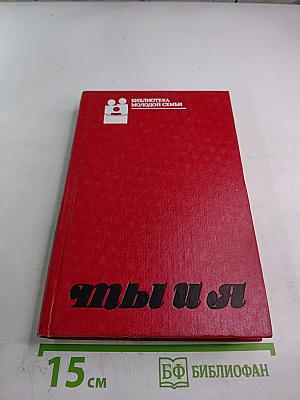 БИБЛИОТЕКА
МОЛОДОЙ СЕМЬИ
ты и я
15 см
БФ БИБЛИОФАН